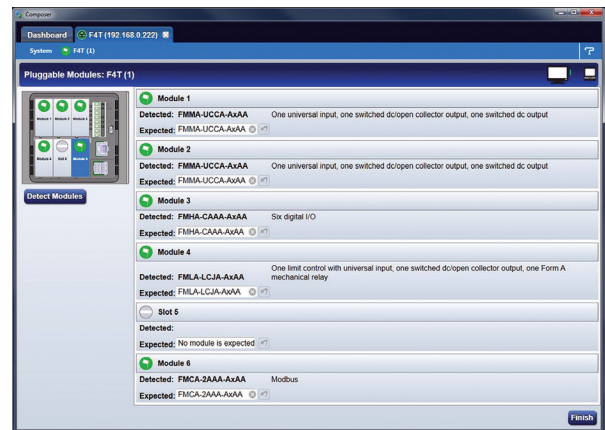 Composer
Dashboard F4T (192.168.0.222)
System F4T (1)
Pluggable Modules: F4T (1)
Module 1 Module 2 Module 3
Module 4 Slot 5 Module 6
Detect Modules
Module 1
Detected: FMMA-UCCA-AxAA One universal input, one switched dc/open collector output, one switched dc output
Expected: FMMA-UCCA-AxAA
Module 2
Detected: FMMA-UCCA-AxAA One universal input, one switched dc/open collector output, one switched dc output
Expected: FMMA-UCCA-AxAA
Module 3
Detected: FMHA-CAAA-AxAA Six digital I/O
Expected: FMHA-CAAA-AxAA
Module 4
One limit control with universal input, one switched dc/open collector output, one Form A
Detected: FMLA-LCJA-AxAA mechanical relay
Expected: FMLA-LCJA-AxAA
Slot 5
Detected:
Expected: No module is expected
Module 6
Detected: FMCA-2AAA-AxAA Modbus
Expected: FMCA-2AAA-AxAA
Finish